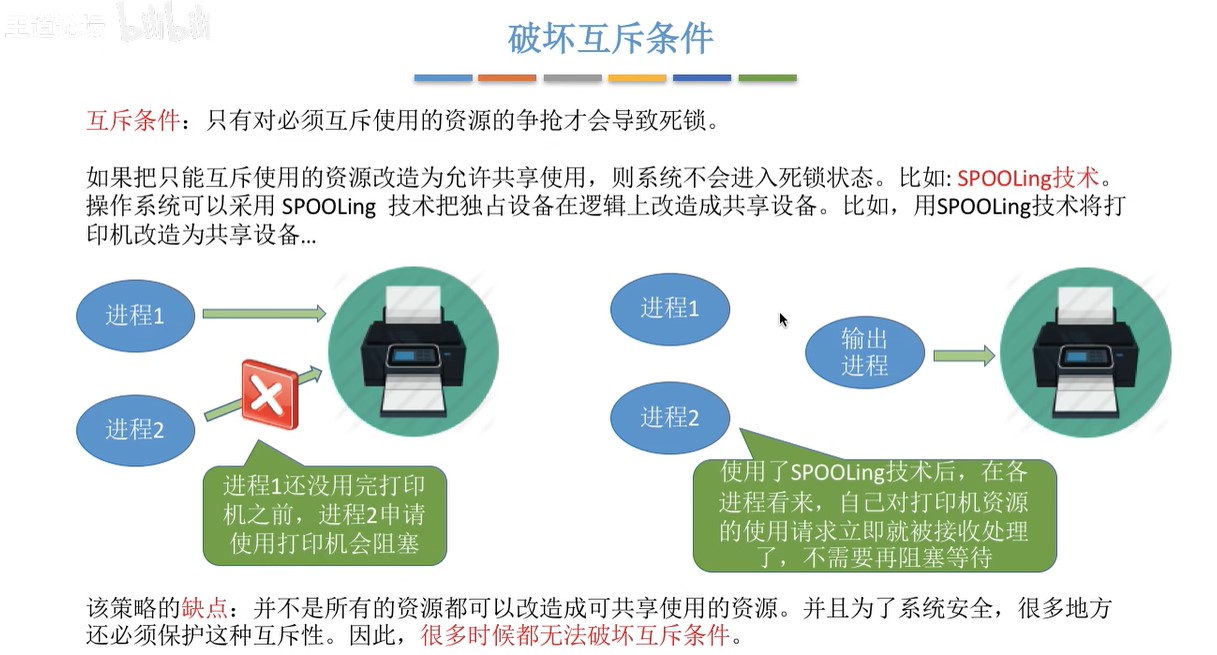 王道论坛 bilibili
破坏互斥条件
互斥条件：只有对必须互斥使用的资源的争抢才会导致死锁。
如果把只能互斥使用的资源改造为允许共享使用，则系统不会进入死锁状态。比如: SPOOLing技术。
操作系统可以采用 SPOOLing 技术把独占设备在逻辑上改造成共享设备。比如，用SPOOLing技术将打
印机改造为共享设备...
进程1
进程2
进程1还没用完打印
机之前，进程2申请
使用打印机会阻塞
进程1
进程2
输出
进程
使用了SPOOLing技术后，在各
进程看来，自己对打印机资源
的使用请求立即就被接收处理
了，不需要再阻塞等待
该策略的缺点：并不是所有的资源都可以改造成可共享使用的资源。并且为了系统安全，很多地方
还必须保护这种互斥性。因此，很多时候都无法破坏互斥条件。